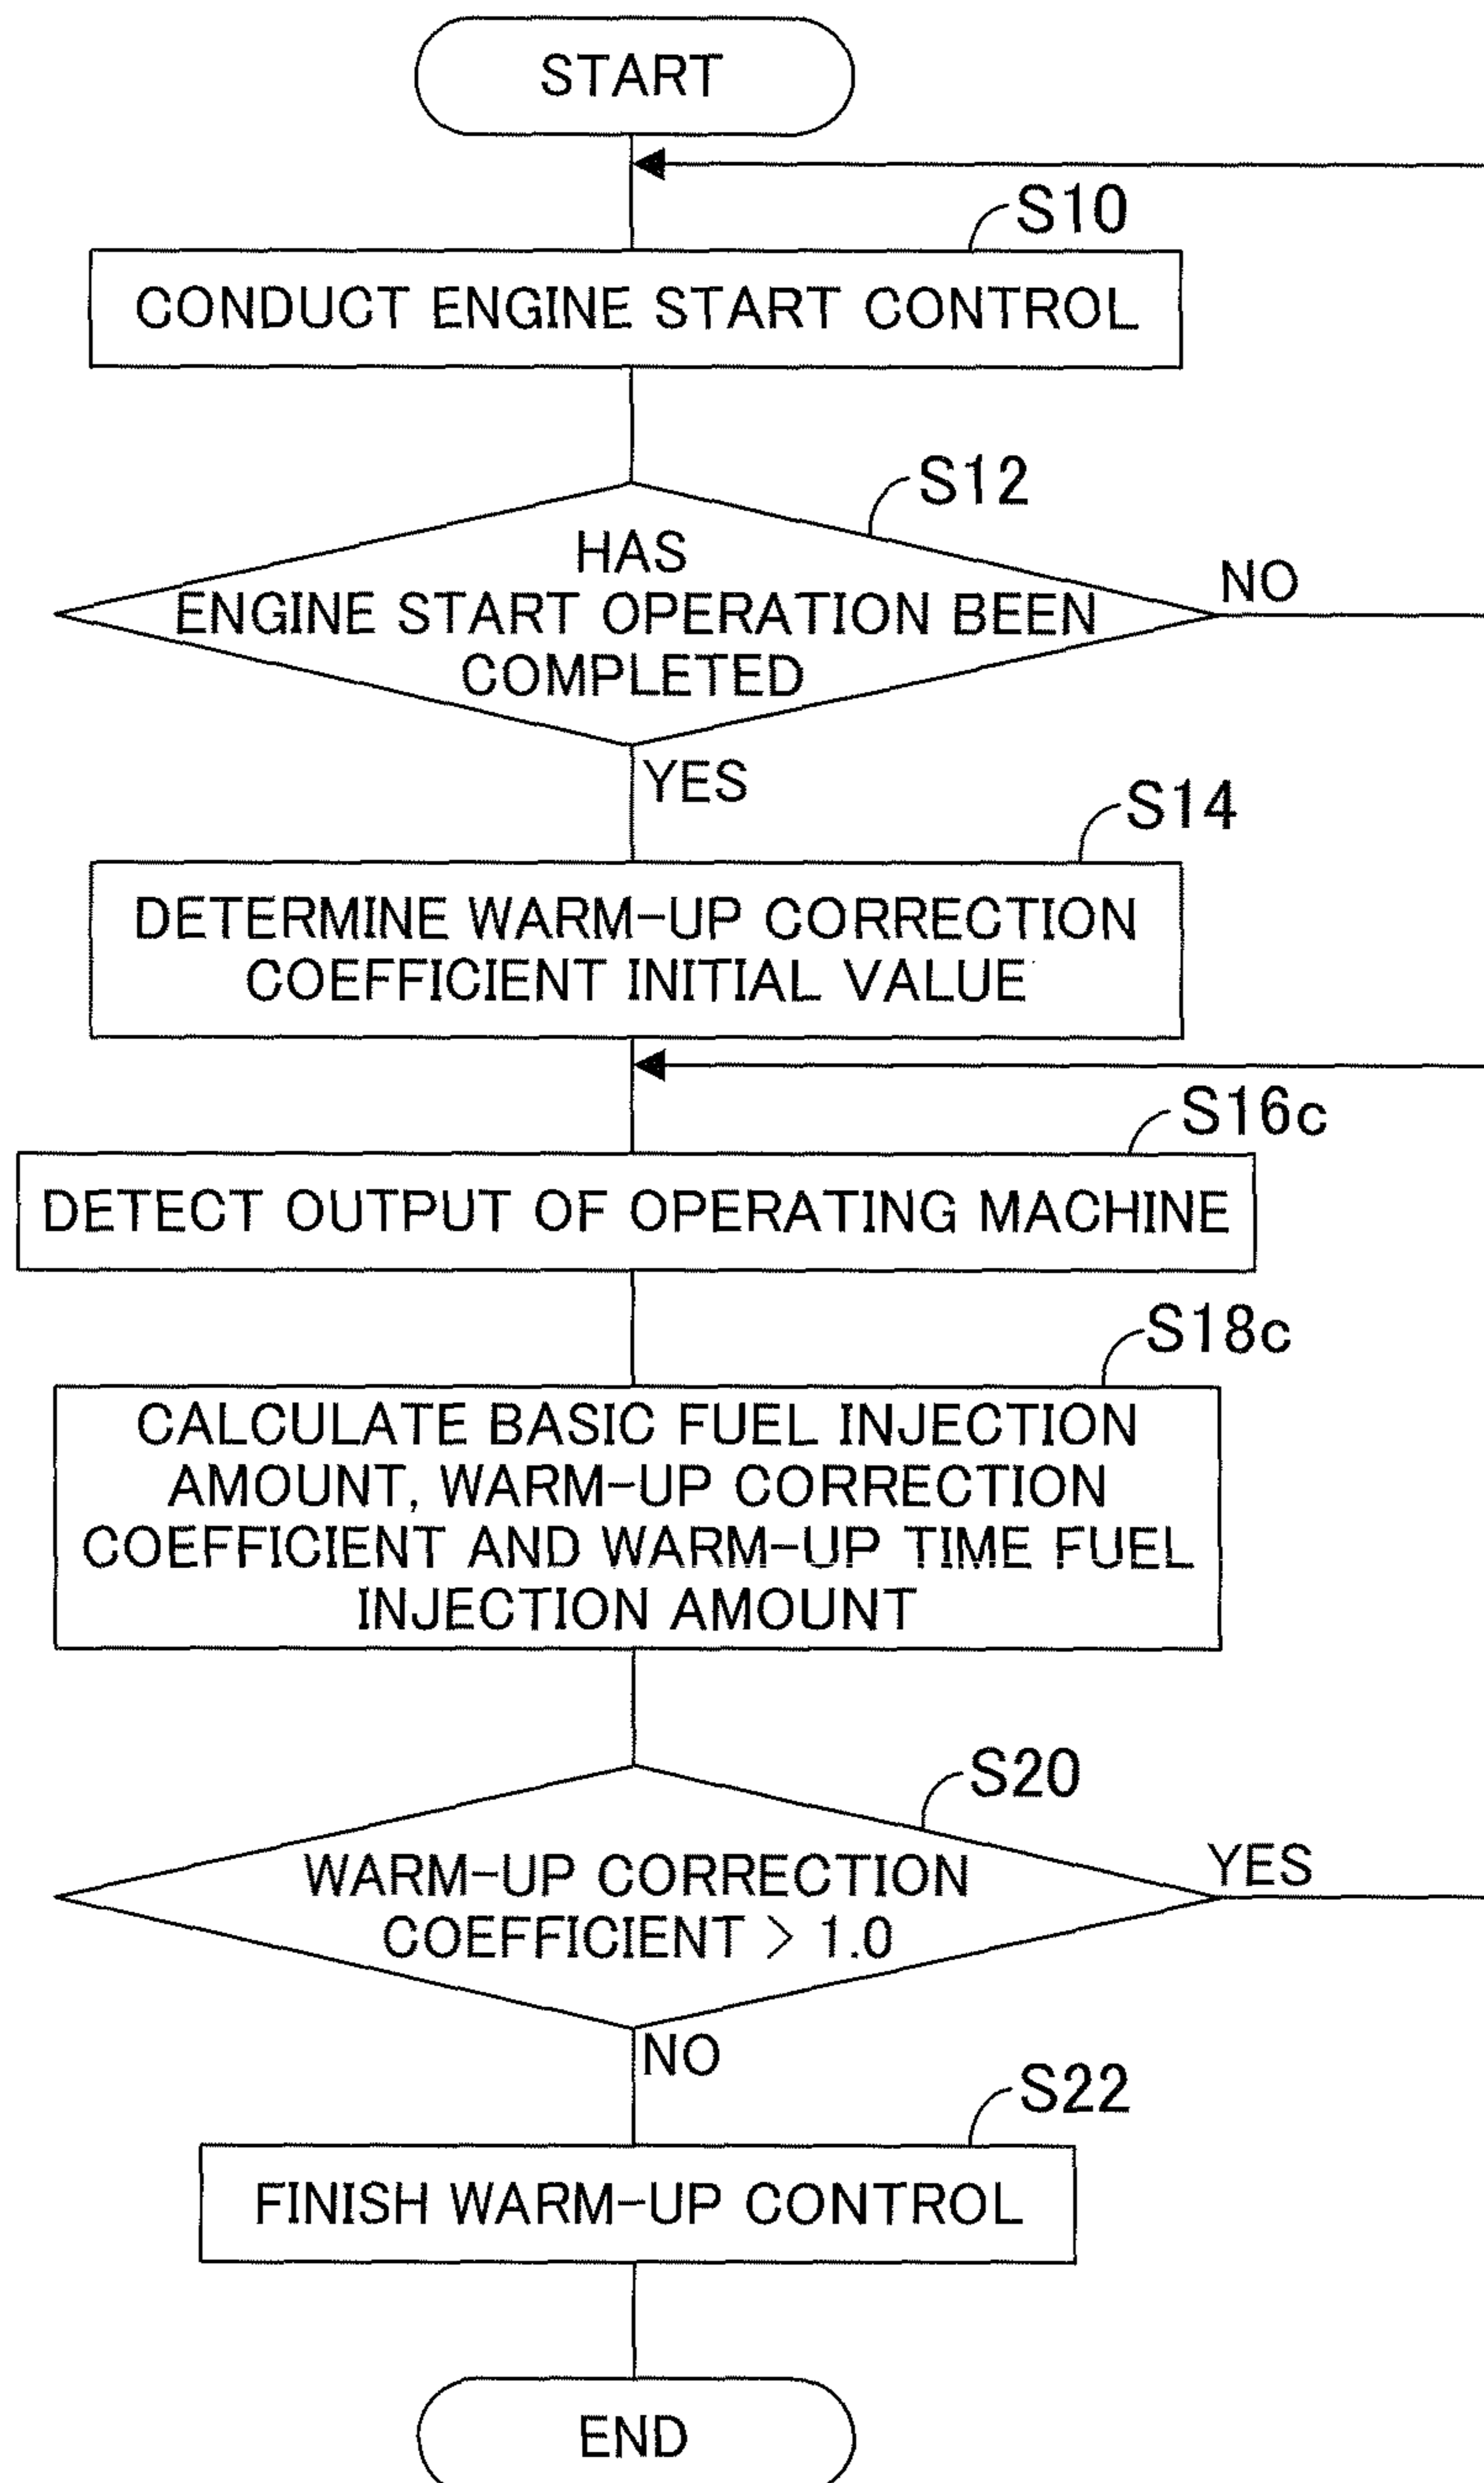 START
S10
CONDUCT ENGINE START CONTROL
S12
HAS
ENGINE START OPERATION BEEN
COMPLETED
NO
YES
S14
DETERMINE WARM-UP CORRECTION
COEFFICIENT INITIAL VALUE
S16c
DETECT OUTPUT OF OPERATING MACHINE
S18c
CALCULATE BASIC FUEL INJECTION
AMOUNT, WARM-UP CORRECTION
COEFFICIENT AND WARM-UP TIME FUEL
INJECTION AMOUNT
S20
WARM-UP CORRECTION
COEFFICIENT > 1.0
YES
NO
S22
FINISH WARM-UP CONTROL
END